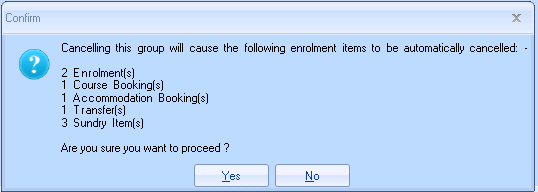 Confirm
Cancelling this group will cause the following enrolment items to be automatically cancelled: -
2 Enrolment(s)
1 Course Booking(s)
1 Accommodation Booking(s)
1 Transfer(s)
3 Sundry Item(s)
Are you sure you want to proceed ?
Yes No